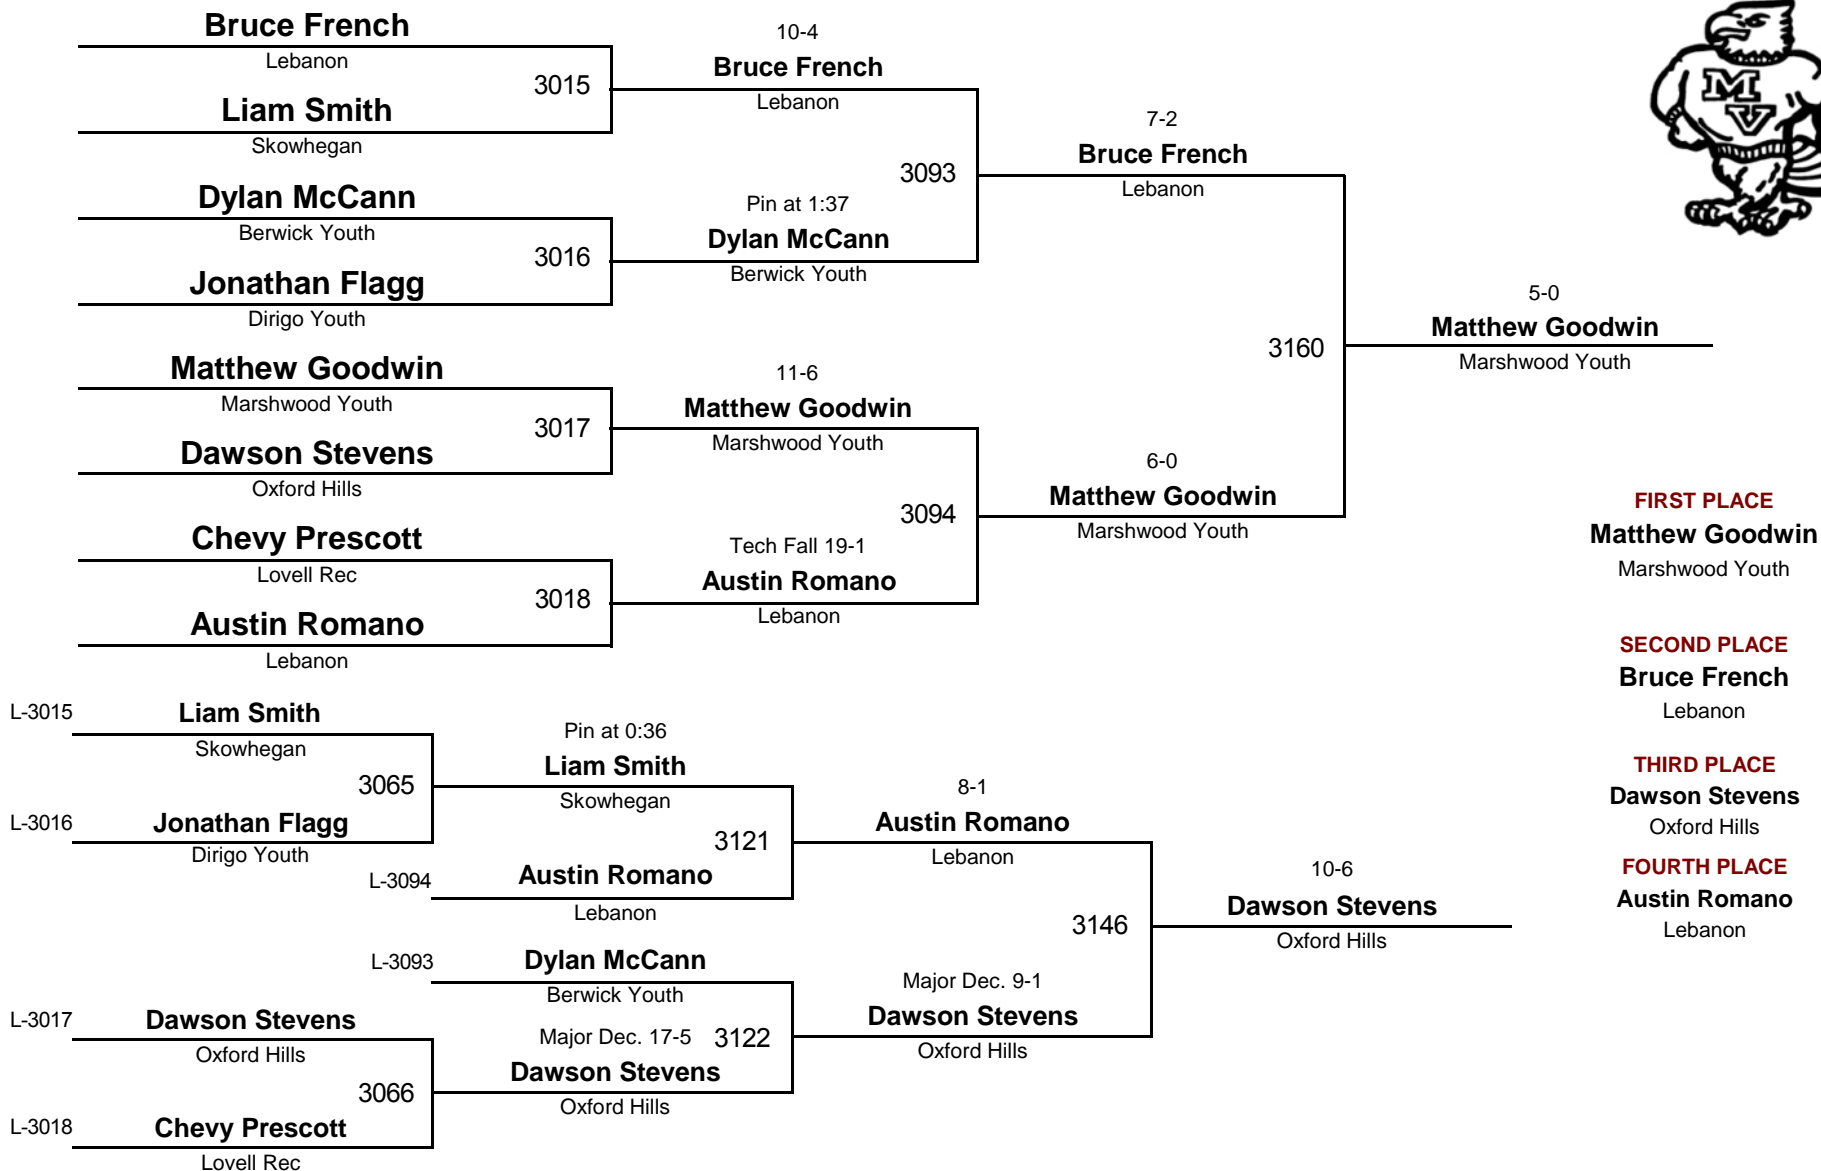 Bruce French
Lebanon
3015
Liam Smith
Skowhegan
Dylan McCann
Berwick Youth
3016
Jonathan Flagg
Dirigo Youth
Matthew Goodwin
Marshwood Youth
3017
Dawson Stevens
Oxford Hills
Chevy Prescott
Lovell Rec
3018
Austin Romano
Lebanon
10-4
Bruce French
Lebanon
3093
Pin at 1:37
Dylan McCann
Berwick Youth
11-6
Matthew Goodwin
Marshwood Youth
3094
Tech Fall 19-1
Austin Romano
Lebanon
7-2
Bruce French
Lebanon
3160
6-0
Matthew Goodwin
Marshwood Youth
5-0
Matthew Goodwin
Marshwood Youth
M
V
FIRST PLACE
Matthew Goodwin
Marshwood Youth
SECOND PLACE
Bruce French
Lebanon
THIRD PLACE
Dawson Stevens
Oxford Hills
FOURTH PLACE
Austin Romano
Lebanon
L-3015
Liam Smith
Skowhegan
3065
L-3016
Jonathan Flagg
Dirigo Youth
Pin at 0:36
Liam Smith
Skowhegan
3121
L-3094
Austin Romano
Lebanon
L-3093
Dylan McCann
Berwick Youth
3122
Major Dec. 17-5
Dawson Stevens
Oxford Hills
L-3017
Dawson Stevens
Oxford Hills
3066
L-3018
Chevy Prescott
Lovell Rec
8-1
Austin Romano
Lebanon
3146
Major Dec. 9-1
Dawson Stevens
Oxford Hills
10-6
Dawson Stevens
Oxford Hills